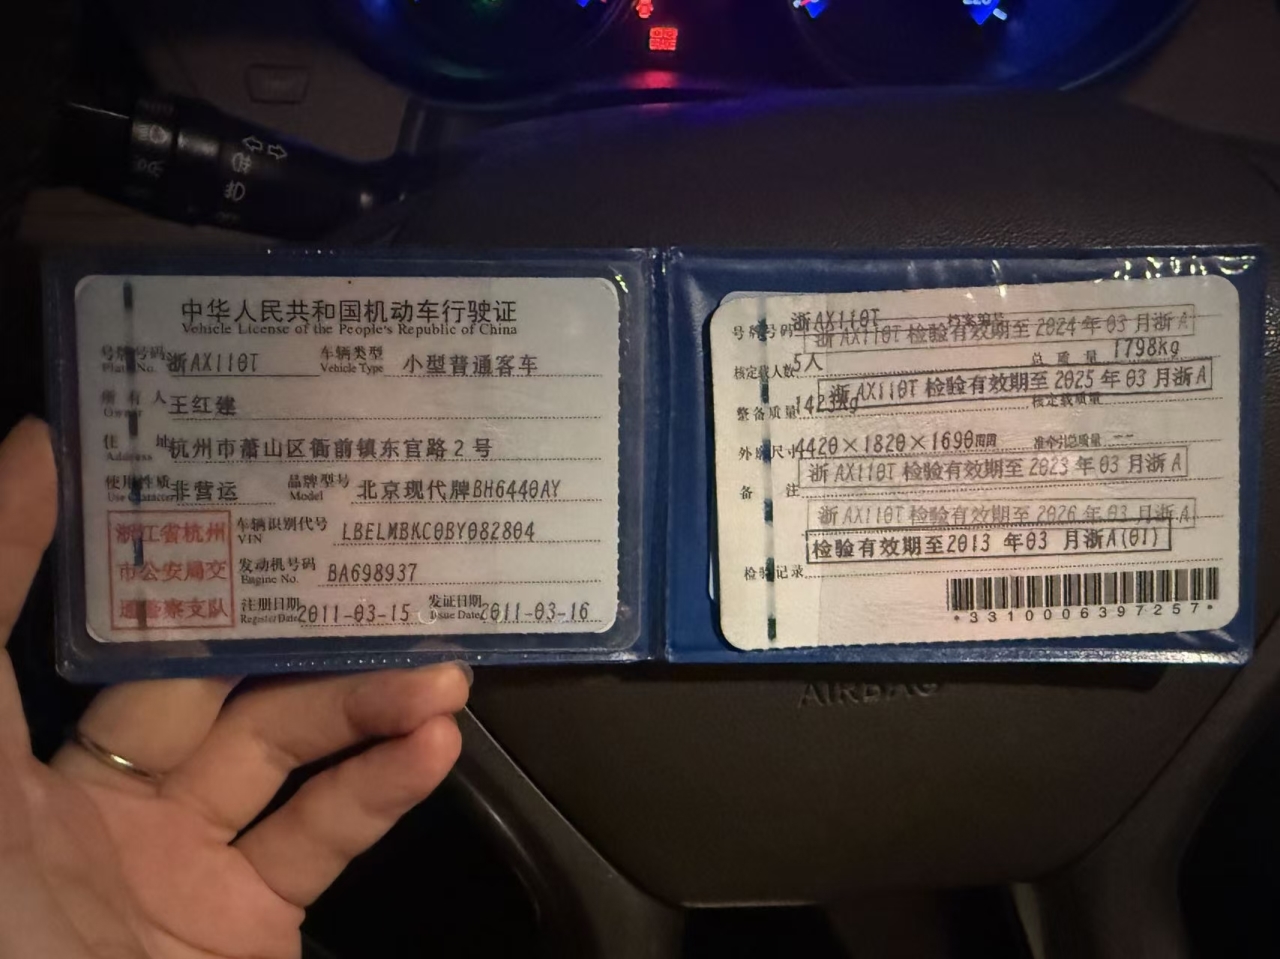 中华人民共和国机动车行驶证
Vehicle License of the People's Republic of China
号牌号码 浙AX110T 车辆类型 小型普通客车
Plate No. Vehicle Type
所有人 王红建
Owner
住址 杭州市萧山区衙前镇东官路2号
Address
使用性质 非营运 品牌型号 北京现代牌BH6440AY
Use Character Model
浙江省杭州
市公安局交
通警察支队
车辆识别代号 LBELMBKC0BY082804
VIN
发动机号码 BA698937
Engine No.
注册日期 2011-03-15 发证日期 2011-03-16
Register Date Issue Date
号牌号码 浙AX110T 档案编号
浙AX110T 检验有效期至2024年03月浙A
核定载人数 5人 总质量 1798kg
浙AX110T 检验有效期至2025年03月浙A
整备质量 1423kg 核定载质量
外廓尺寸 4420×1820×1690 准牵引总质量 --
浙AX110T 检验有效期至2023年03月浙A
备注
浙AX110T 检验有效期至2026年03月浙A
检验有效期至2013年03月浙A(01)
检验记录
*3310006397257*
AIRBAG